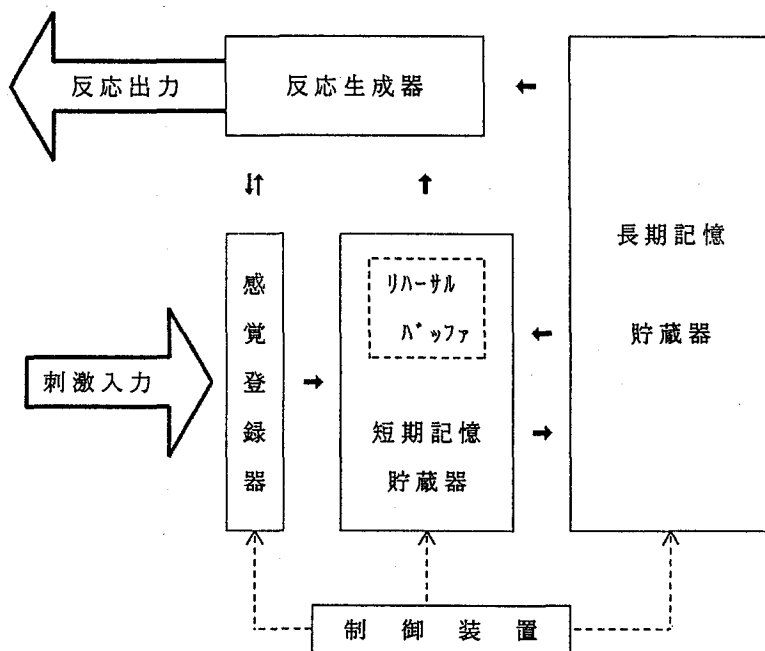 反応出力
反応生成器
長期記憶
貯蔵器
感覚登録器
リハーサル
バッファ
刺激入力
短期記憶
貯蔵器
制御装置